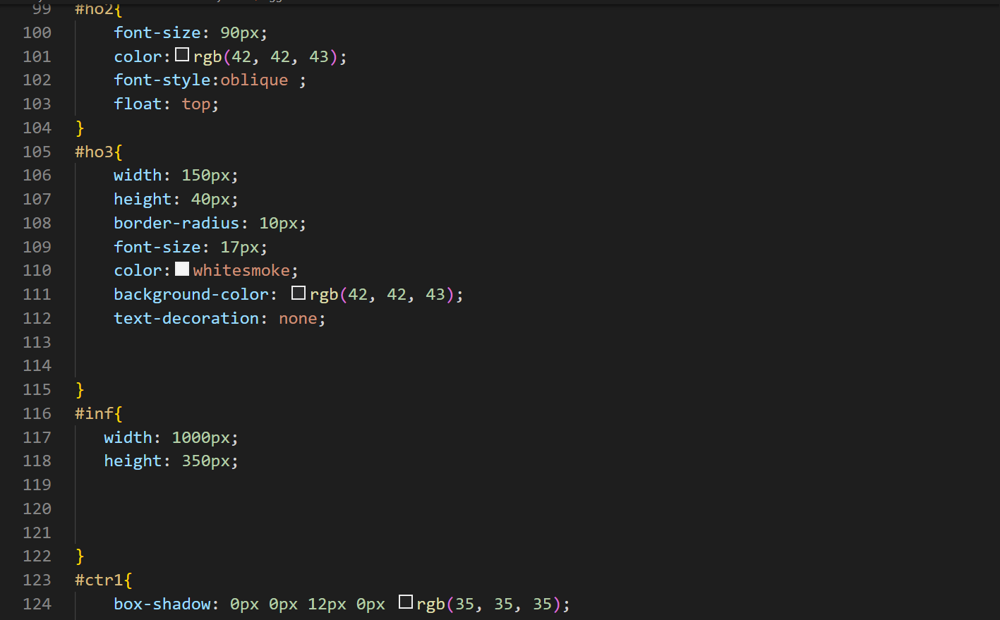 99 #ho2{
100 font-size: 90px;
101 color: rgb(42, 42, 43);
102 font-style:oblique ;
103 float: top;
104 }
105 #ho3{
106 width: 150px;
107 height: 40px;
108 border-radius: 10px;
109 font-size: 17px;
110 color: whitesmoke;
111 background-color: rgb(42, 42, 43);
112 text-decoration: none;
113
114
115 }
116 #inf{
117 width: 1000px;
118 height: 350px;
119
120
121
122 }
123 #ctr1{
124 box-shadow: 0px 0px 12px 0px rgb(35, 35, 35);